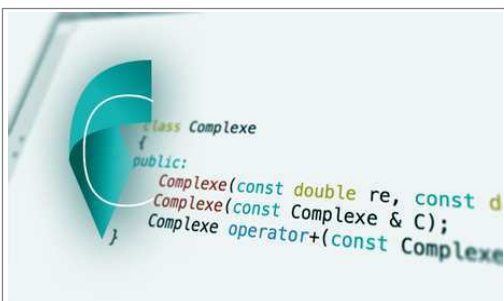 class Complexe
{
public:
Complexe(const double re, const d
Complexe(const Complexe & C);
Complexe operator+(const Complexe
}